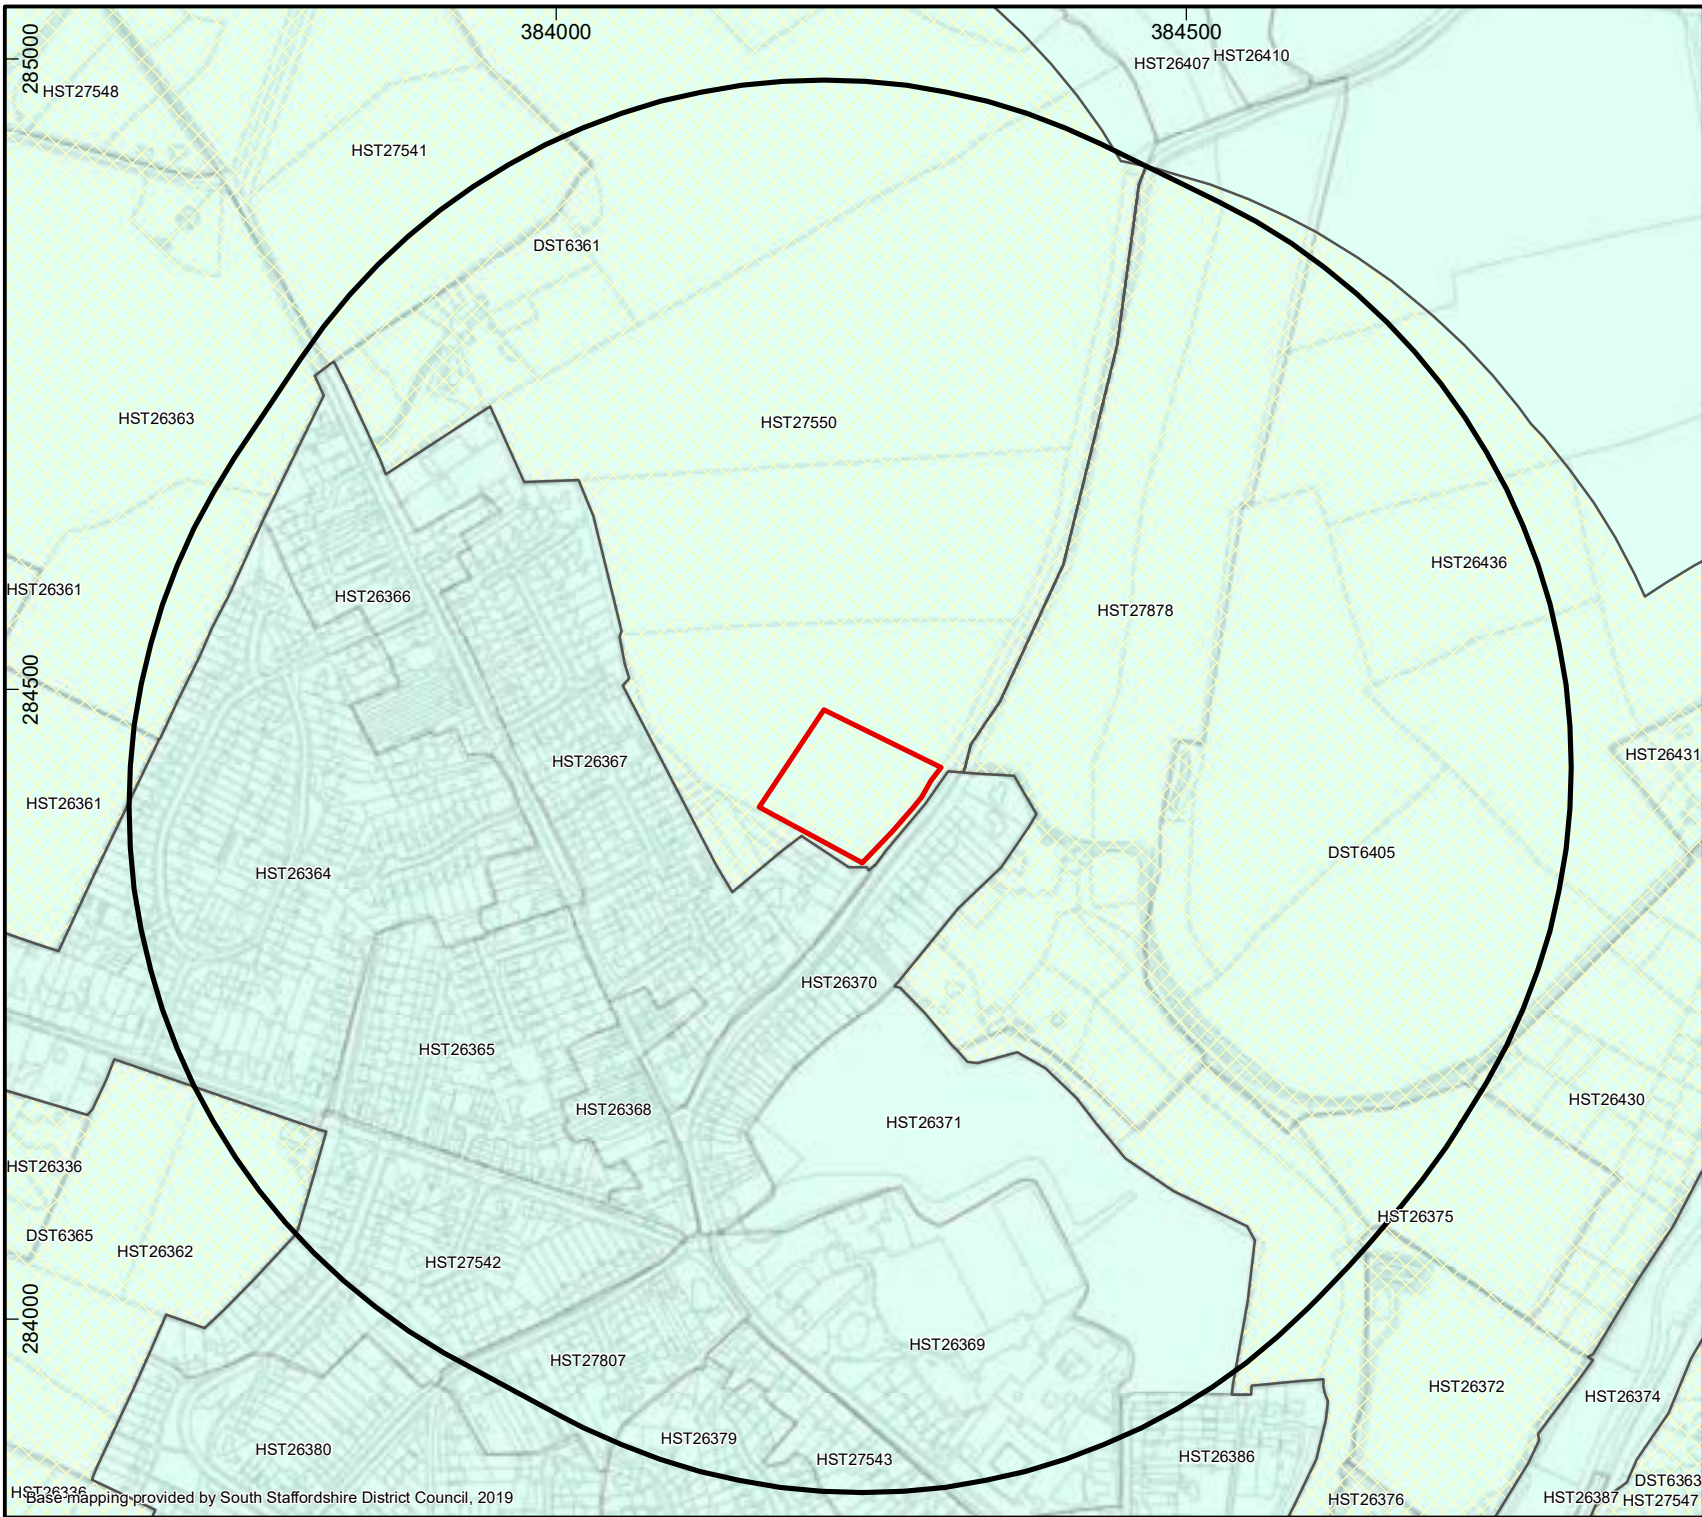 384000
384500
285000
HST26407
HST26410
HST27548
HST27541
DST6361
HST26363
HST27550
HST26436
HST26361
HST26366
HST27878
284500
HST26367
HST26431
HST26361
DST6405
HST26364
HST26370
HST26365
HST26430
HST26368
HST26371
HST26336
HST26375
DST6365
HST26362
HST27542
284000
HST26369
HST27807
HST26372
HST26374
HST26379
HST26380
HST27543
HST26386
DST6363
HST26336
Base mapping provided by South Staffordshire District Council, 2019
HST26376
HST26387
HST27547